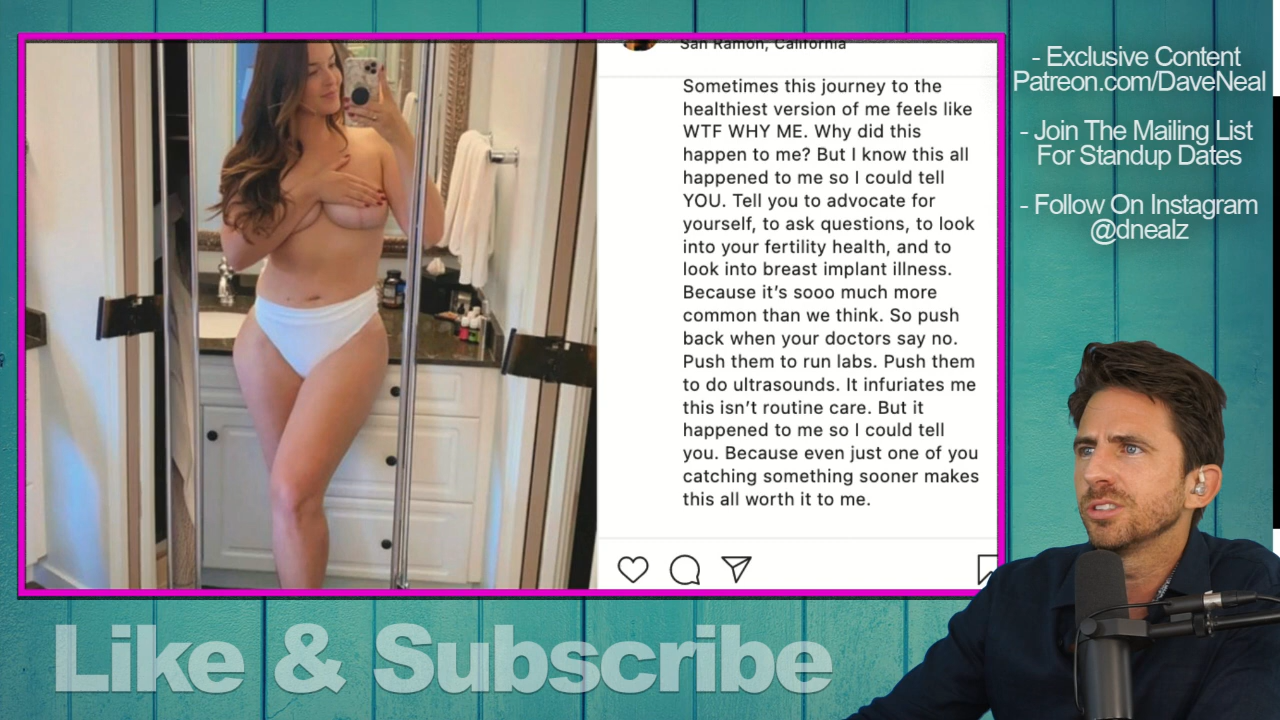 San Ramon, California
Sometimes this journey to the
healthiest version of me feels like
WTF WHY ME. Why did this
happen to me? But I know this all
happened to me so I could tell
YOU. Tell you to advocate for
yourself, to ask questions, to look
into your fertility health, and to
look into breast implant illness.
Because it’s sooo much more
common than we think. So push
back when your doctors say no.
Push them to run labs. Push them
to do ultrasounds. It infuriates me
this isn’t routine care. But it
happened to me so I could tell
you. Because even just one of you
catching something sooner makes
this all worth it to me.
- Exclusive Content
Patreon.com/DaveNeal
- Join The Mailing List
For Standup Dates
- Follow On Instagram
@dnealz
Like & Subscribe